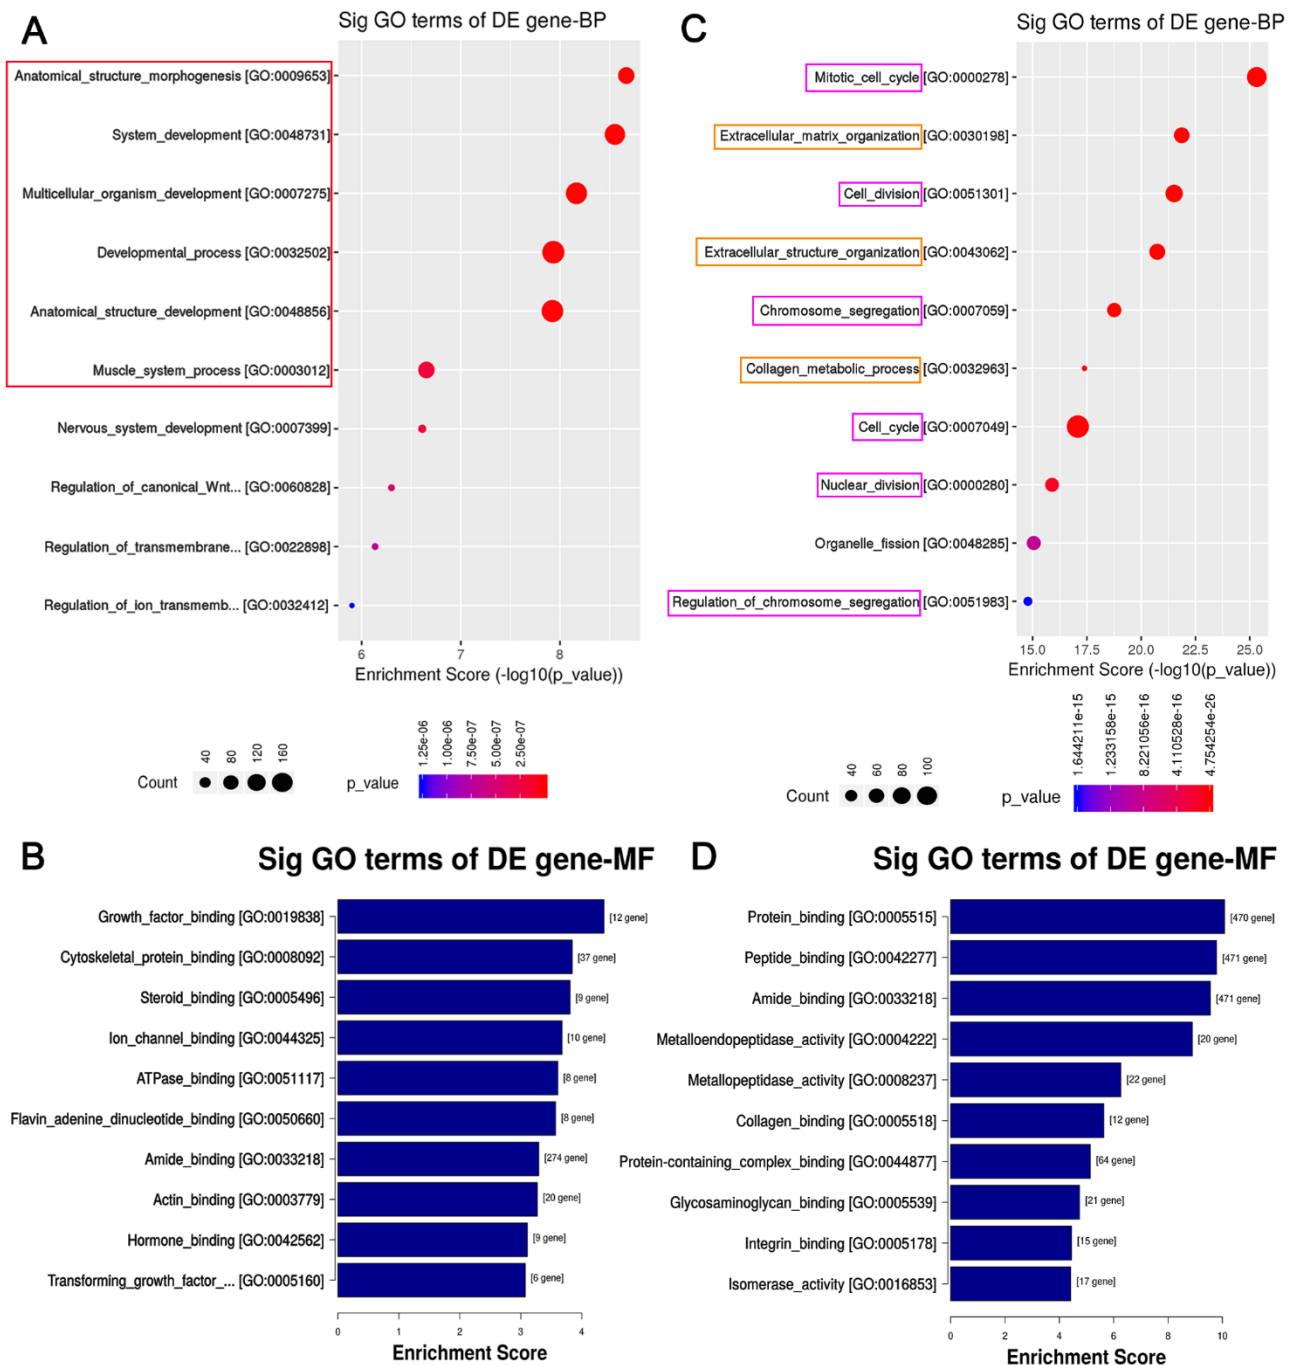 A
Sig GO terms of DE gene-BP
Anatomical_structure_morphogenesis [GO:0009653]
System_development [GO:0048731]
Multicellular_organism_development [GO:0007275]
Developmental_process [GO:0032502]
Anatomical_structure_development [GO:0048856]
Muscle_system_process [GO:0003012]
Nervous_system_development [GO:0007399]
Regulation_of_canonical_Wnt... [GO:0060828]
Regulation_of_transmembrane... [GO:0022898]
Regulation_of_ion_transmemb... [GO:0032412]
6 7 8
Enrichment Score (-log10(p_value))
Count 40 80 120 160
p_value 1.25e-06 1.00e-06 7.50e-07 5.00e-07 2.50e-07
C
Sig GO terms of DE gene-BP
Mitotic_cell_cycle [GO:0000278]
Extracellular_matrix_organization [GO:0030198]
Cell_division [GO:0051301]
Extracellular_structure_organization [GO:0043062]
Chromosome_segregation [GO:0007059]
Collagen_metabolic_process [GO:0032963]
Cell_cycle [GO:0007049]
Nuclear_division [GO:0000280]
Organelle_fission [GO:0048285]
Regulation_of_chromosome_segregation [GO:0051983]
15.0 17.5 20.0 22.5 25.0
Enrichment Score (-log10(p_value))
Count 40 60 80 100
p_value 1.644211e-15 1.233158e-15 8.221056e-16 4.110528e-16 4.754254e-26
B
Sig GO terms of DE gene-MF
Growth_factor_binding [GO:0019838] [12 gene]
Cytoskeletal_protein_binding [GO:0008092] [37 gene]
Steroid_binding [GO:0005496] [9 gene]
Ion_channel_binding [GO:0044325] [10 gene]
ATPase_binding [GO:0051117] [8 gene]
Flavin_adenine_dinucleotide_binding [GO:0050660] [8 gene]
Amide_binding [GO:0033218] [274 gene]
Actin_binding [GO:0003779] [20 gene]
Hormone_binding [GO:0042562] [9 gene]
Transforming_growth_factor_... [GO:0005160] [6 gene]
0 1 2 3 4
Enrichment Score
D
Sig GO terms of DE gene-MF
Protein_binding [GO:0005515] [470 gene]
Peptide_binding [GO:0042277] [471 gene]
Amide_binding [GO:0033218] [471 gene]
Metalloendopeptidase_activity [GO:0004222] [20 gene]
Metallopeptidase_activity [GO:0008237] [22 gene]
Collagen_binding [GO:0005518] [12 gene]
Protein-containing_complex_binding [GO:0044877] [64 gene]
Glycosaminoglycan_binding [GO:0005539] [21 gene]
Integrin_binding [GO:0005178] [15 gene]
Isomerase_activity [GO:0016853] [17 gene]
0 2 4 6 8 10
Enrichment Score